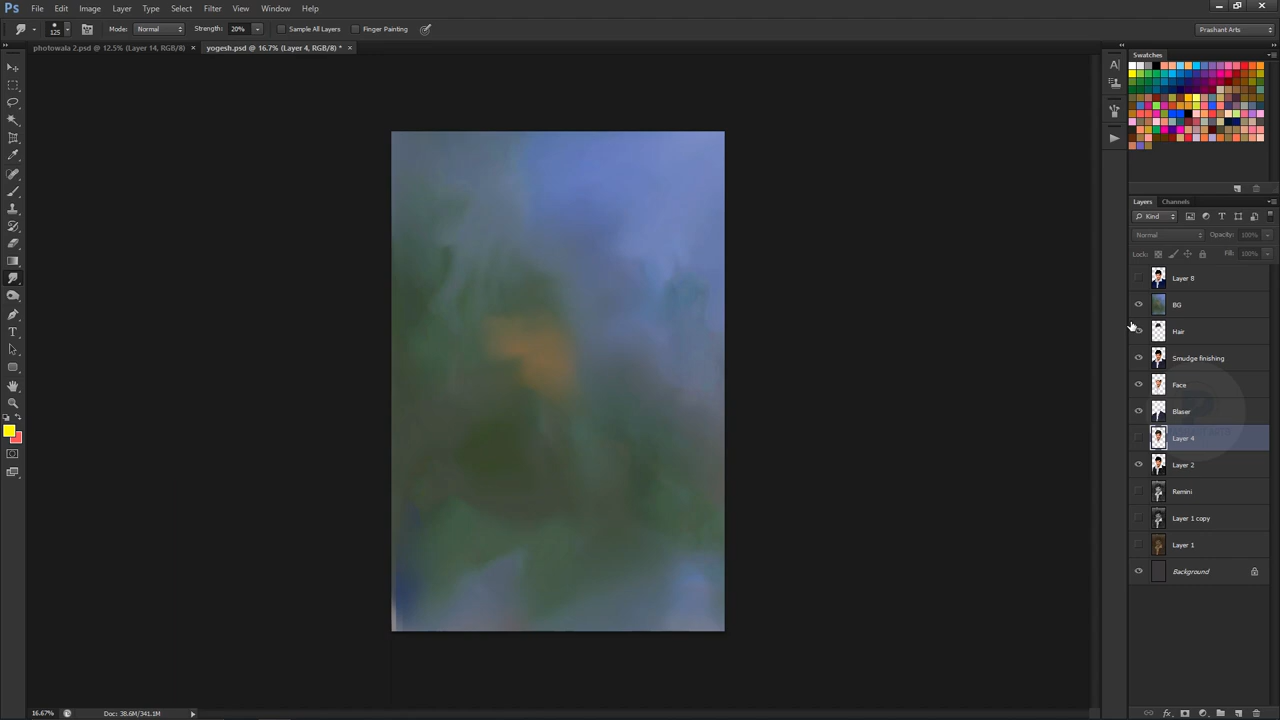 Ps File Edit Image Layer Type Select Filter View Window Help
125 Mode: Normal Strength: 20% Sample All Layers Finger Painting Prashant Arts
photowala 2.psd @ 12.5% (Layer 14, RGB/8) × yogesh.psd @ 16.7% (Layer 4, RGB/8) * ×
Swatches
Layers Channels
Kind
Normal Opacity: 100%
Lock: Fill: 100%
Layer 8
BG
Hair
Smudge finishing
Face
Blaser
Layer 4
Layer 2
Remini
Layer 1 copy
Layer 1
Background
16.67% Doc: 38.6M/341.1M